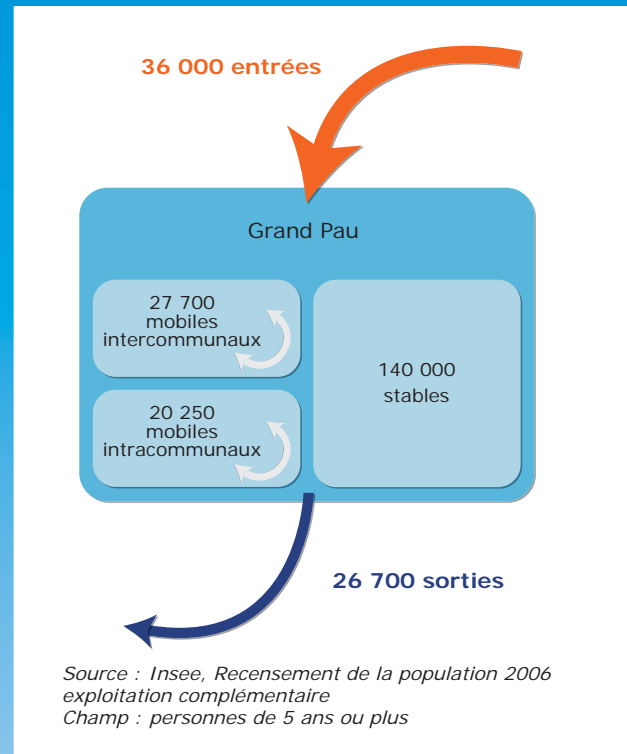 36 000 entrées
Grand Pau
27 700
mobiles
intercommunaux
140 000
stables
20 250
mobiles
intracommunaux
26 700 sorties
Source : Insee, Recensement de la population 2006
exploitation complémentaire
Champ : personnes de 5 ans ou plus